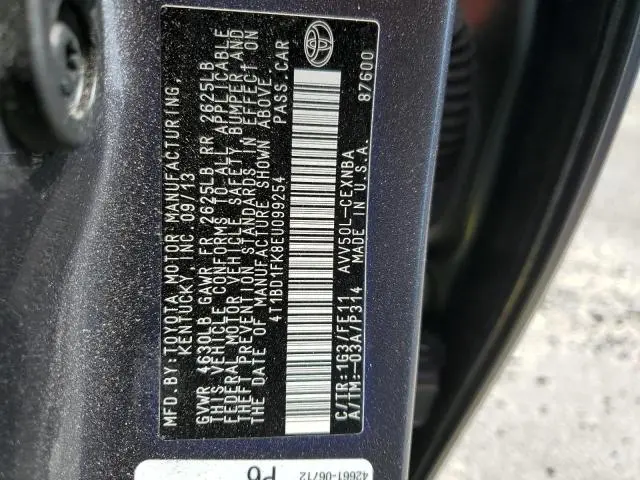 MFD. BY: TOYOTA MOTOR MANUFACTURING,
KENTUCKY, INC. 09/13
GVWR 4630LB GAWR FR 2625LB RR 2625LB
THIS VEHICLE CONFORMS TO ALL APPLICABLE
FEDERAL MOTOR VEHICLE SAFETY, BUMPER, AND
THEFT PREVENTION STANDARDS IN EFFECT ON
THE DATE OF MANUFACTURE SHOWN ABOVE.
4T1BD1FK8EU099254 PASS. CAR
C/TR: 1G3/FE11 AVV50L-CEXNBA
A/TM: -03A/P314 MADE IN U.S.A.
87600
42661-06712
P6